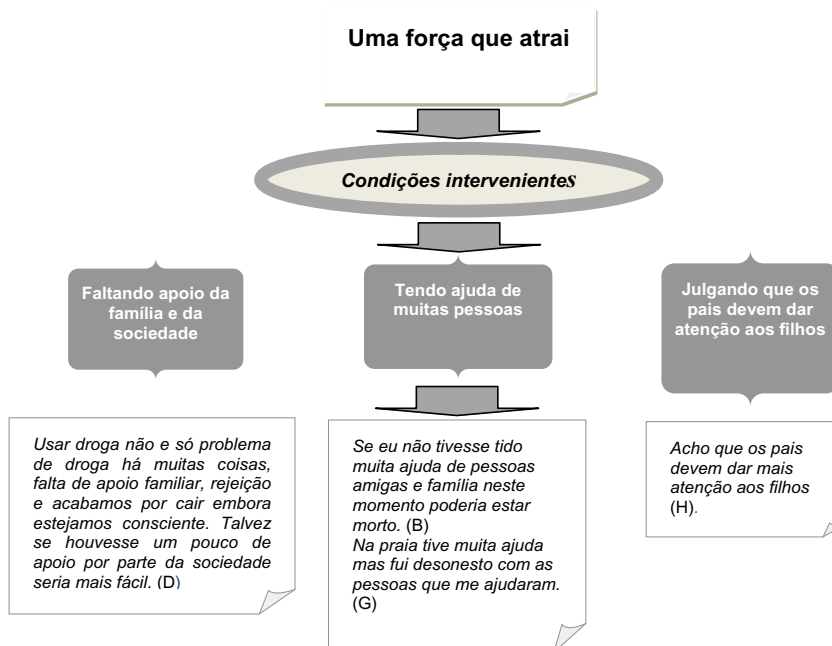 Uma força que atrai
Condições intervenientes
Faltando apoio da
família e da
sociedade
Tendo ajuda de
muitas pessoas
Julgando que os
pais devem dar
atenção aos filhos
Usar droga não e só problema
de droga há muitas coisas,
falta de apoio familiar, rejeição
e acabamos por cair embora
estejamos consciente. Talvez
se houvesse um pouco de
apoio por parte da sociedade
seria mais fácil. (D)
Se eu não tivesse tido
muita ajuda de pessoas
amigas e família neste
momento poderia estar
morto. (B)
Na praia tive muita ajuda
mas fui desonesto com as
pessoas que me ajudaram.
(G)
Acho que os pais
devem dar mais
atenção aos filhos
(H).